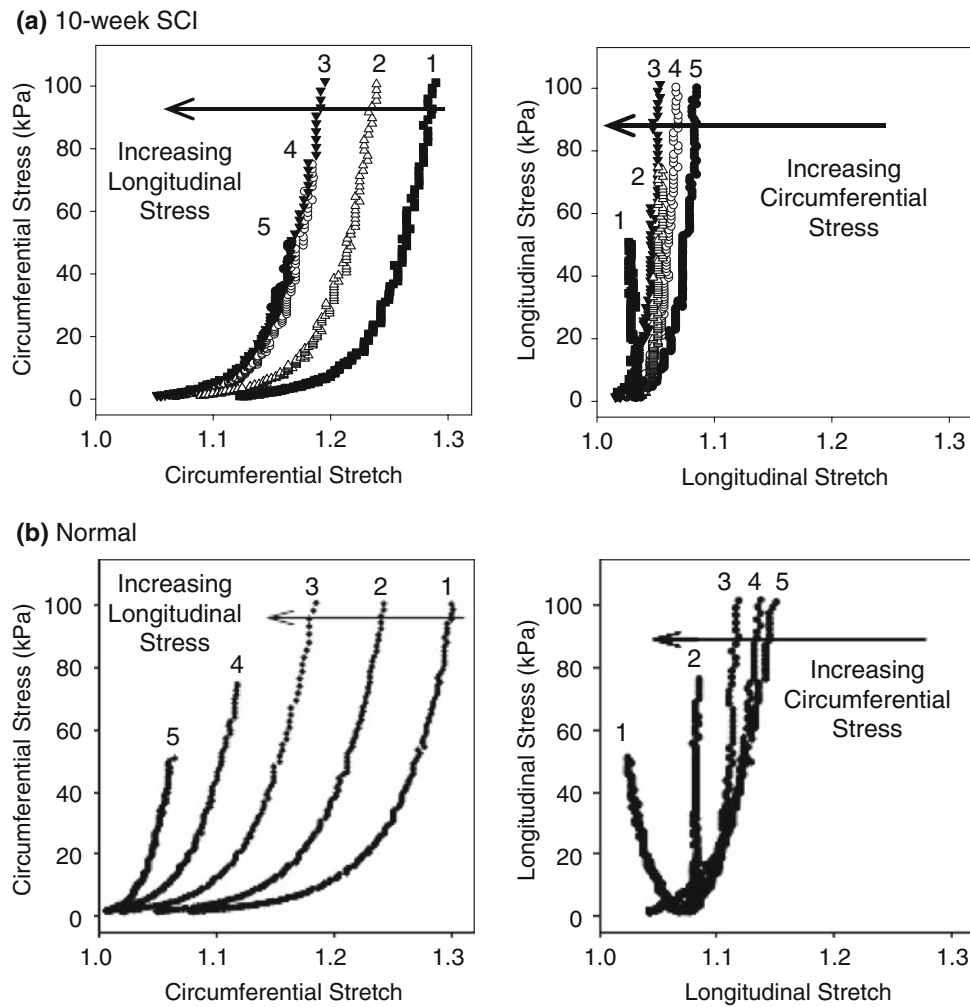 (a) 10-week SCI
Circumferential Stress (kPa)
100
80
60
40
20
0
1.0 1.1 1.2 1.3
Circumferential Stretch
3 2 1
4
5
Increasing
Longitudinal
Stress
Longitudinal Stress (kPa)
100
80
60
40
20
0
1.0 1.1 1.2 1.3
Longitudinal Stretch
3 4 5
2
1
Increasing
Circumferential
Stress
(b) Normal
Circumferential Stress (kPa)
100
80
60
40
20
0
1.0 1.1 1.2 1.3
Circumferential Stretch
Increasing
Longitudinal
Stress
3 2 1
4
5
Longitudinal Stress (kPa)
100
80
60
40
20
0
1.0 1.1 1.2 1.3
Longitudinal Stretch
3 4 5
2
1
Increasing
Circumferential
Stress